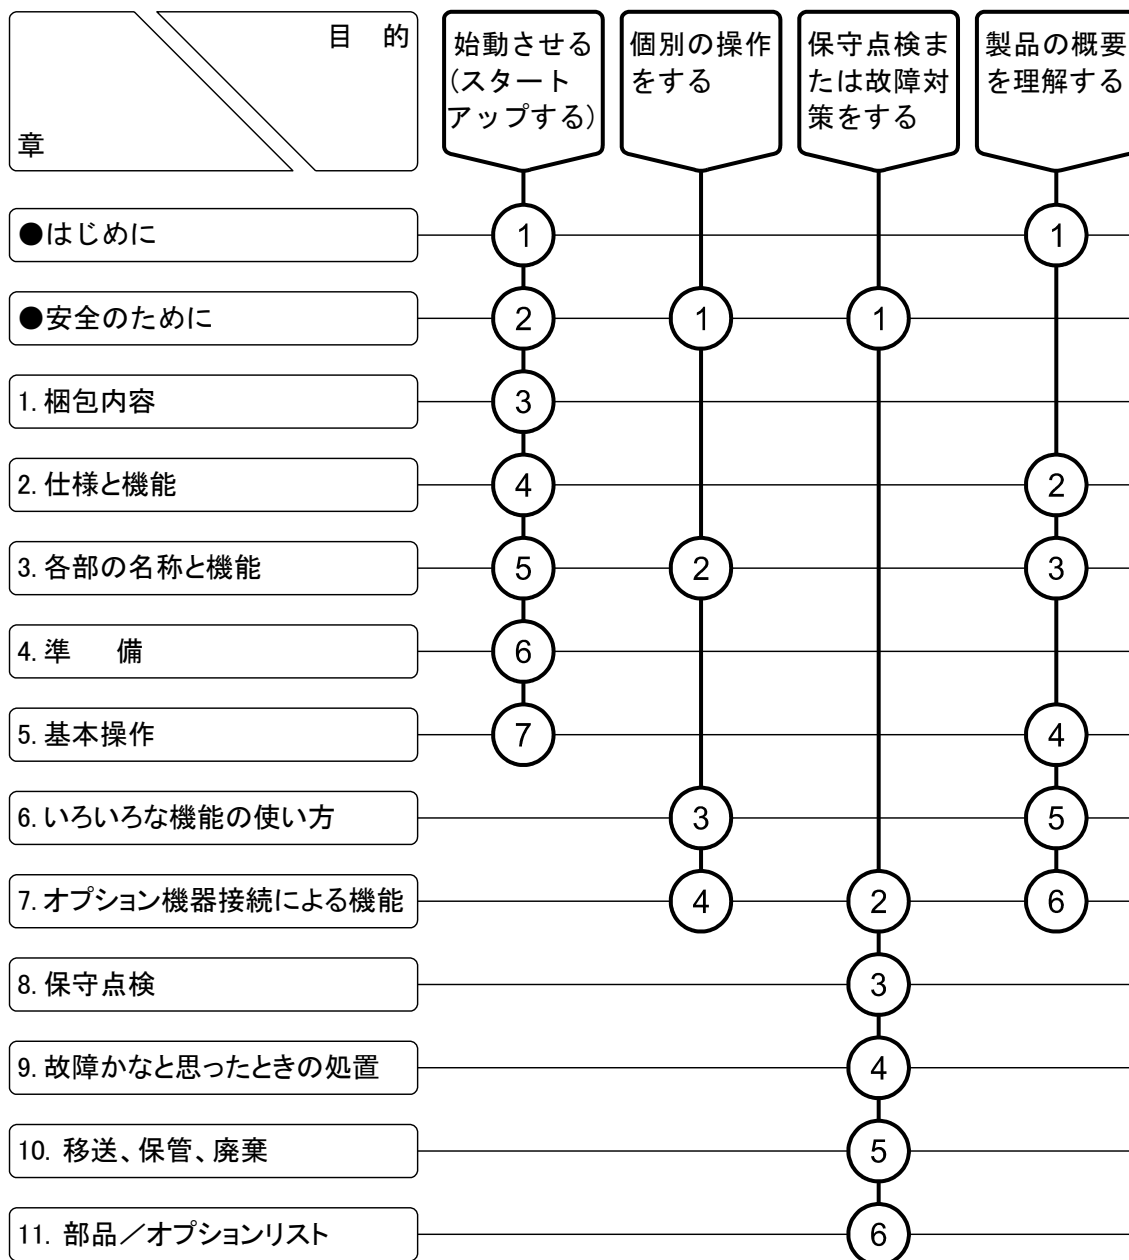 目 的
章
始動させる
(スタート
アップする)
個別の操作
をする
保守点検ま
たは故障対
策をする
製品の概要
を理解する
●はじめに
1
1
●安全のために
2
1
1
1. 梱包内容
3
2. 仕様と機能
4
2
3. 各部の名称と機能
5
2
3
4. 準 備
6
5. 基本操作
7
4
6. いろいろな機能の使い方
3
5
7. オプション機器接続による機能
4
2
6
8. 保守点検
3
9. 故障かなと思ったときの処置
4
10. 移送、保管、廃棄
5
11. 部品／オプションリスト
6